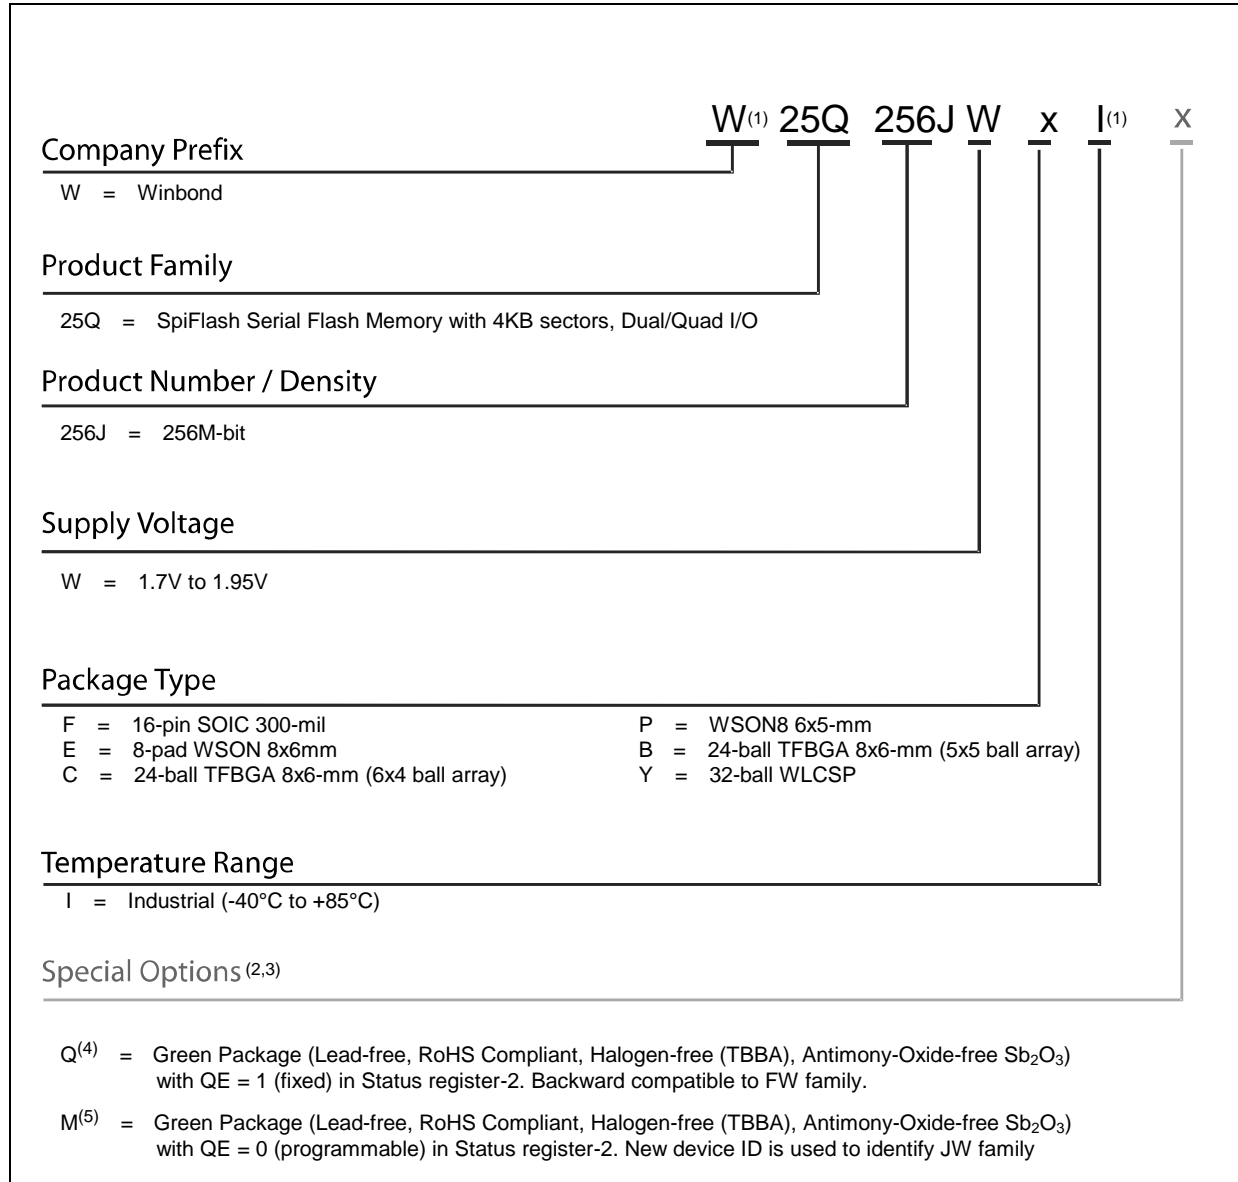 W(1) 25Q 256J W x I(1) x
Company Prefix
W = Winbond
Product Family
25Q = SpiFlash Serial Flash Memory with 4KB sectors, Dual/Quad I/O
Product Number / Density
256J = 256M-bit
Supply Voltage
W = 1.7V to 1.95V
Package Type
F = 16-pin SOIC 300-mil P = WSON8 6x5-mm
E = 8-pad WSON 8x6mm B = 24-ball TFBGA 8x6-mm (5x5 ball array)
C = 24-ball TFBGA 8x6-mm (6x4 ball array) Y = 32-ball WLCSP
Temperature Range
I = Industrial (-40°C to +85°C)
Special Options (2,3)
Q(4) = Green Package (Lead-free, RoHS Compliant, Halogen-free (TBBA), Antimony-Oxide-free Sb₂O₃)
with QE = 1 (fixed) in Status register-2. Backward compatible to FW family.
M(5) = Green Package (Lead-free, RoHS Compliant, Halogen-free (TBBA), Antimony-Oxide-free Sb₂O₃)
with QE = 0 (programmable) in Status register-2. New device ID is used to identify JW family